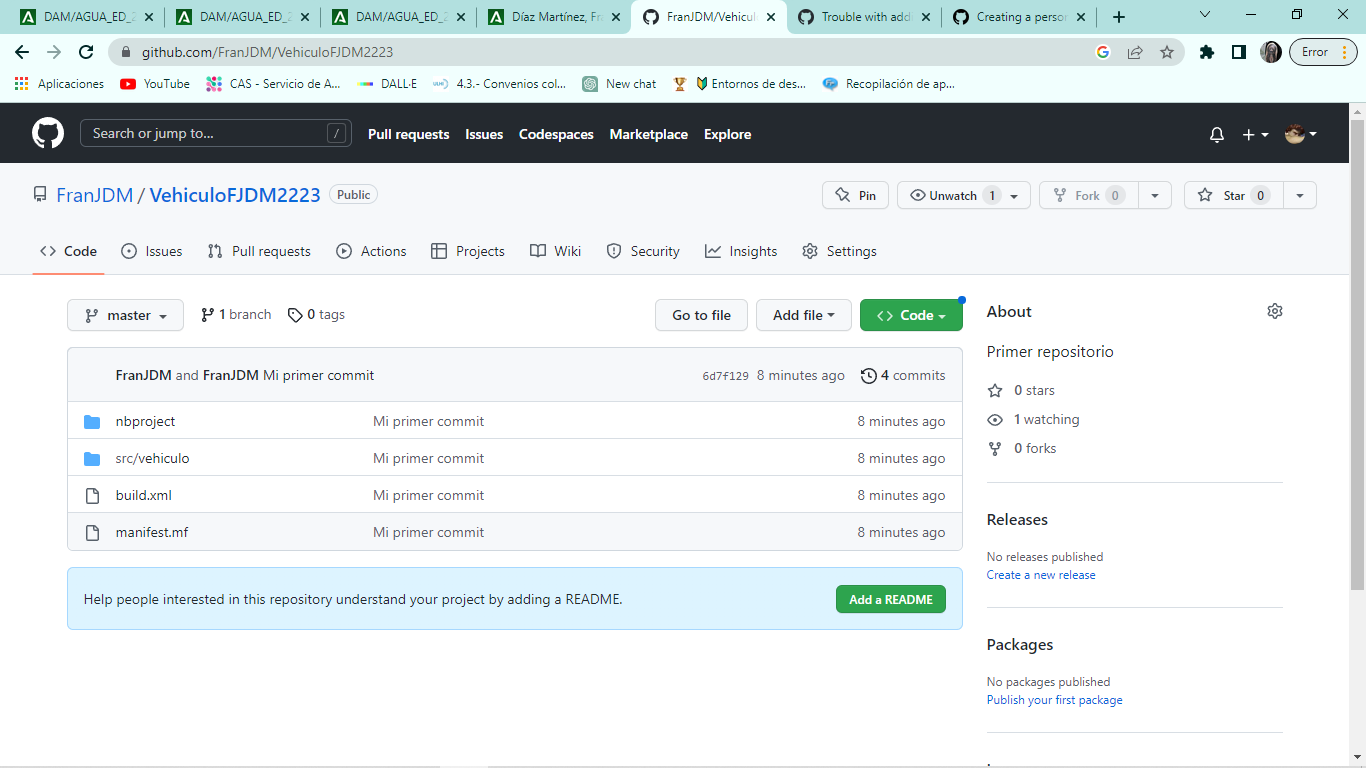 DAM/AGUA_ED_2 DAM/AGUA_ED_2 DAM/AGUA_ED_2 Díaz Martínez, Fra FranJDM/Vehicul Trouble with addi Creating a person
github.com/FranJDM/VehiculoFJDM2223 Error
Aplicaciones YouTube CAS - Servicio de A... DALL·E 4.3.- Convenios col... New chat Entornos de des... Recopilación de ap...
Search or jump to... / Pull requests Issues Codespaces Marketplace Explore
FranJDM / VehiculoFJDM2223 Public Pin Unwatch 1 Fork 0 Star 0
Code Issues Pull requests Actions Projects Wiki Security Insights Settings
master 1 branch 0 tags Go to file Add file Code
FranJDM and FranJDM Mi primer commit 6d7f129 8 minutes ago 4 commits
nbproject Mi primer commit 8 minutes ago
src/vehiculo Mi primer commit 8 minutes ago
build.xml Mi primer commit 8 minutes ago
manifest.mf Mi primer commit 8 minutes ago
Help people interested in this repository understand your project by adding a README. Add a README
About
Primer repositorio
0 stars
1 watching
0 forks
Releases
No releases published
Create a new release
Packages
No packages published
Publish your first package